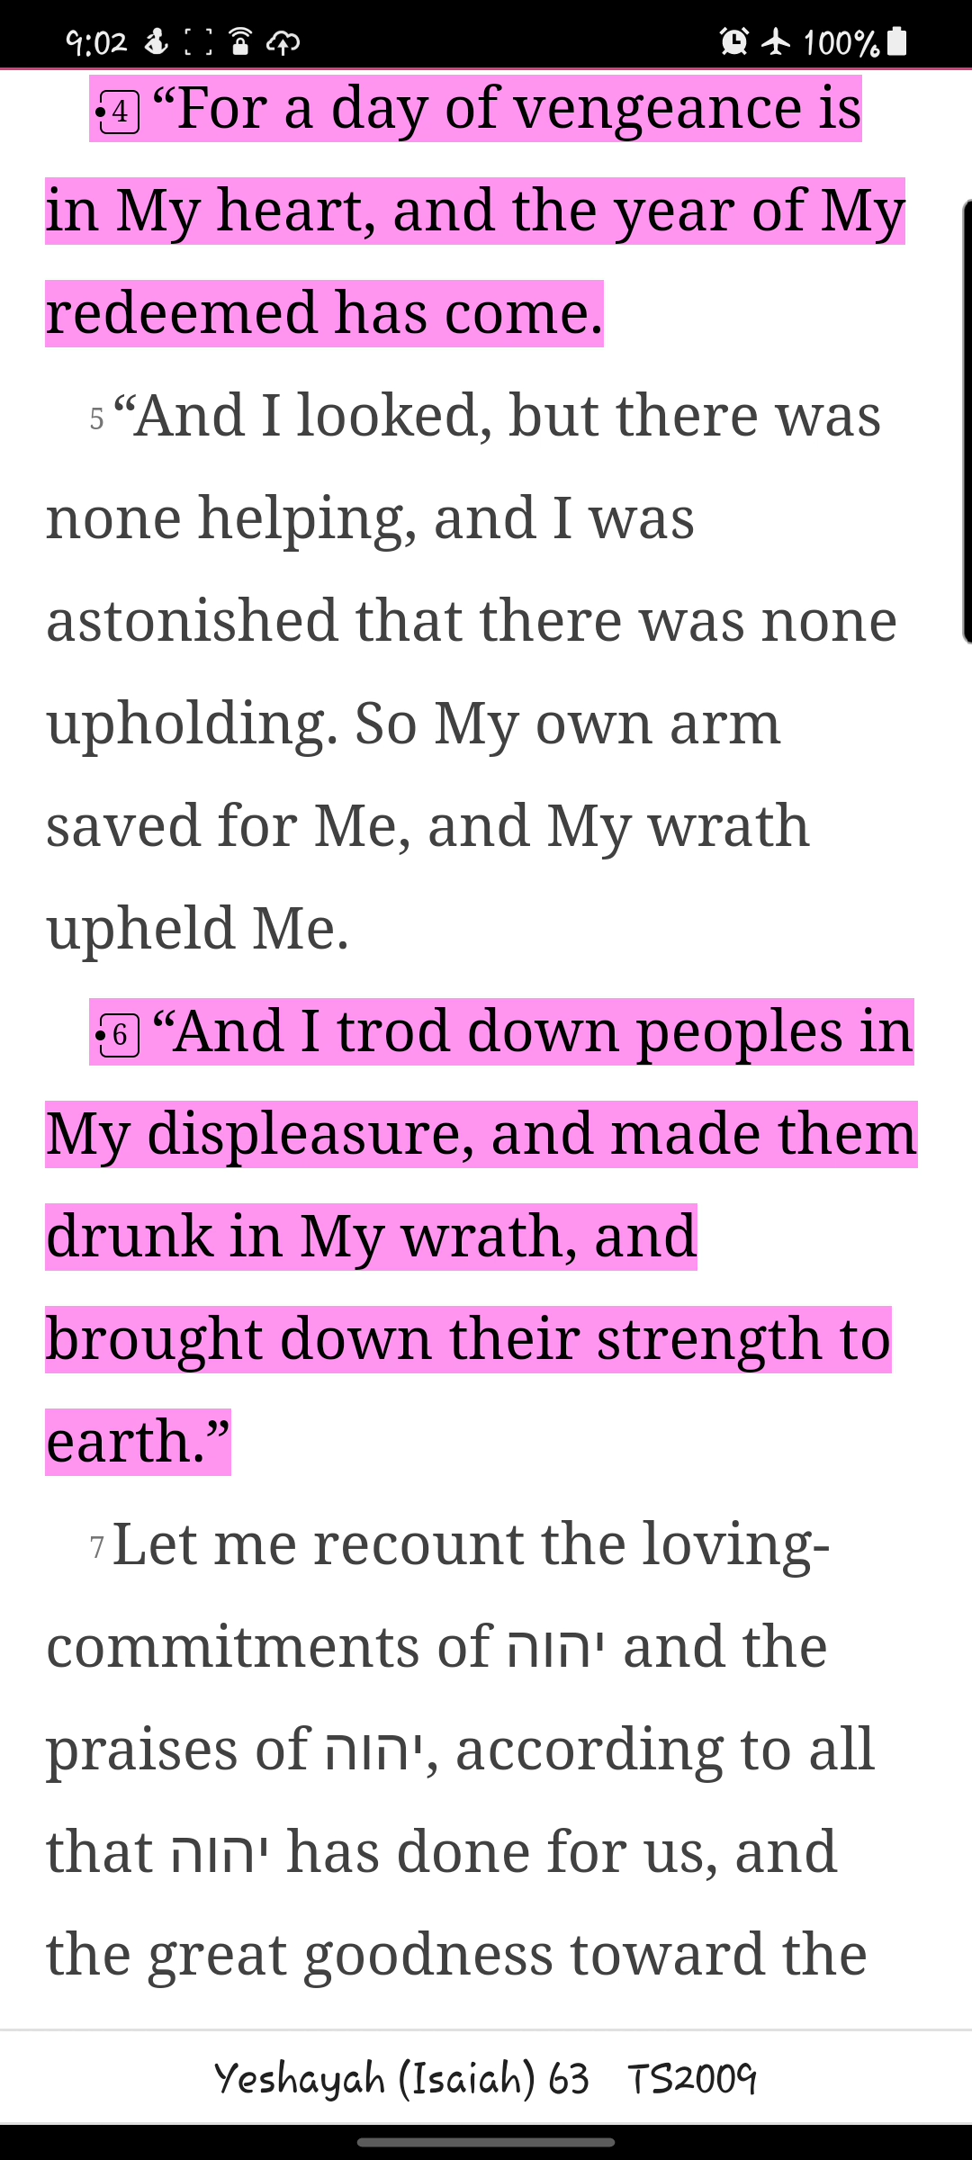 9:02 100%
4 “For a day of vengeance is
in My heart, and the year of My
redeemed has come.
5 “And I looked, but there was
none helping, and I was
astonished that there was none
upholding. So My own arm
saved for Me, and My wrath
upheld Me.
6 “And I trod down peoples in
My displeasure, and made them
drunk in My wrath, and
brought down their strength to
earth.”
7 Let me recount the loving-
commitments of יהוה and the
praises of יהוה, according to all
that יהוה has done for us, and
the great goodness toward the
Yeshayah (Isaiah) 63 TS2009